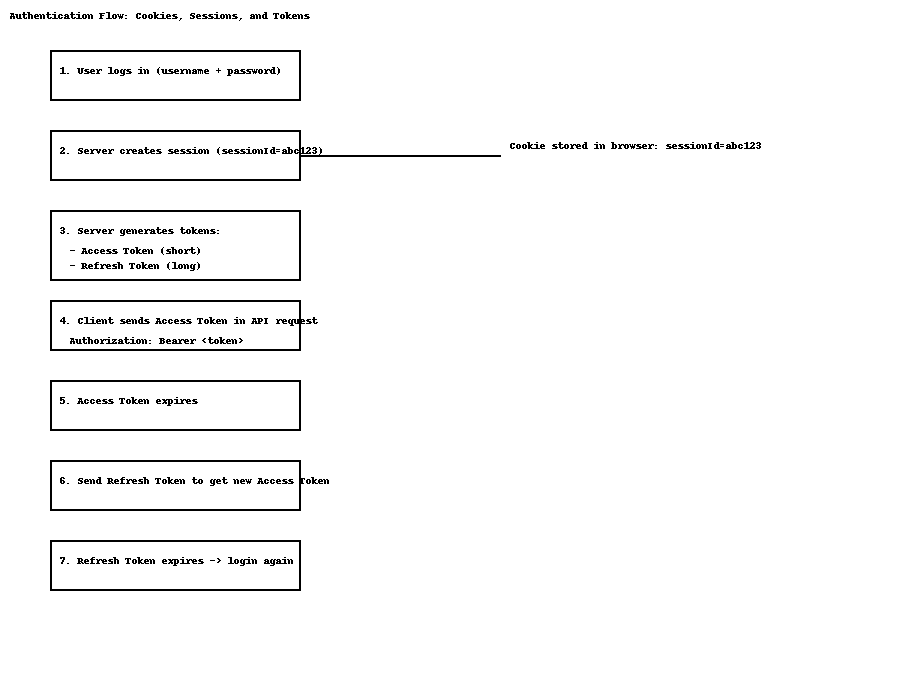 Authentication Flow: Cookies, Sessions, and Tokens
1. User logs in (username + password)
2. Server creates session (sessionId=abc123)
Cookie stored in browser: sessionId=abc123
3. Server generates tokens:
- Access Token (short)
- Refresh Token (long)
4. Client sends Access Token in API request
Authorization: Bearer <token>
5. Access Token expires
6. Send Refresh Token to get new Access Token
7. Refresh Token expires -> login again